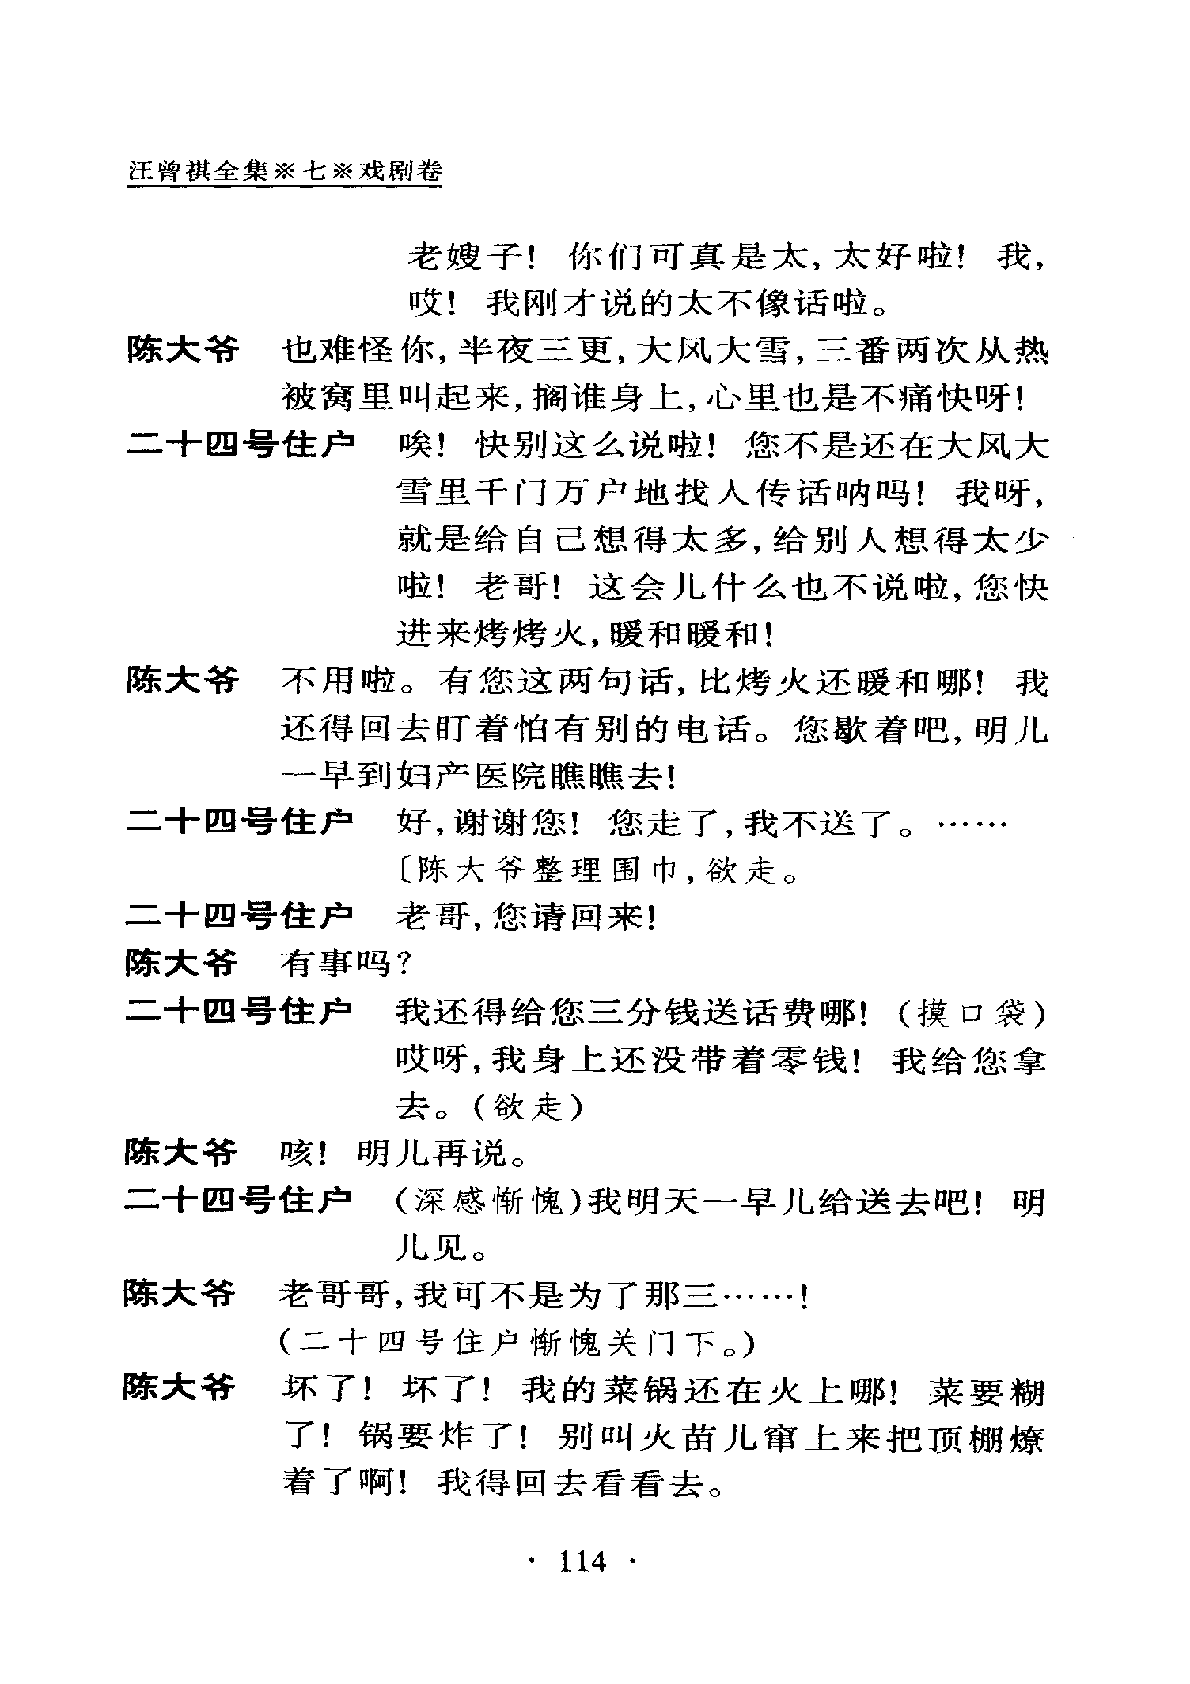 汪曾祺全集※七※戏剧卷
老嫂子！ 你们可真是太，太好啦！ 我，
哎！ 我刚才说的太不像话啦。
陈大爷 也难怪你，半夜三更，大风大雪，三番两次从热
被窝里叫起来，搁谁身上，心里也是不痛快呀！
二十四号住户 唉！ 快别这么说啦！ 您不是还在大风大
雪里千门万户地找人传话呐吗！ 我呀，
就是给自己想得太多，给别人想得太少
啦！ 老哥！ 这会儿什么也不说啦，您快
进来烤烤火，暖和暖和！
陈大爷 不用啦。有您这两句话，比烤火还暖和哪！ 我
还得回去盯着怕有别的电话。您歇着吧，明儿
一早到妇产医院瞧瞧去！
二十四号住户 好，谢谢您！ 您走了，我不送了。……
〔陈大爷整理围巾，欲走。
二十四号住户 老哥，您请回来！
陈大爷 有事吗？
二十四号住户 我还得给您三分钱送话费哪！（摸口袋）
哎呀，我身上还没带着零钱！ 我给您拿
去。（欲走）
陈大爷 咳！ 明儿再说。
二十四号住户 （深感惭愧）我明天一早儿给送去吧！ 明
儿见。
陈大爷 老哥哥，我可不是为了那三……！
（二十四号住户惭愧关门下。）
陈大爷 坏了！ 坏了！ 我的菜锅还在火上哪！ 菜要糊
了！ 锅要炸了！ 别叫火苗儿窜上来把顶棚燎
着了啊！ 我得回去看看去。
· 114 ·